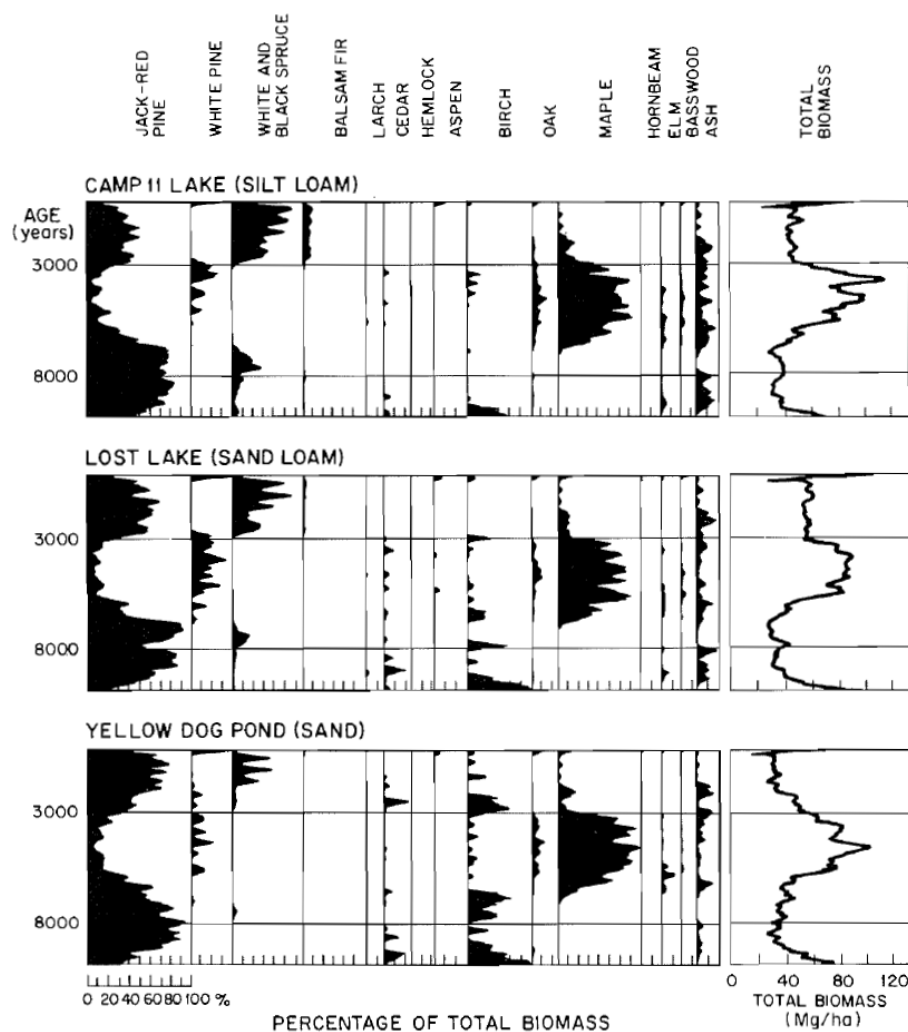 JACK-RED PINE
WHITE PINE
WHITE AND BLACK SPRUCE
BALSAM FIR
LARCH
CEDAR
HEMLOCK
ASPEN
BIRCH
OAK
MAPLE
HORNBEAM
ELM
BASSWOOD
ASH
TOTAL BIOMASS
CAMP 11 LAKE (SILT LOAM)
AGE
(years)
3000
8000
LOST LAKE (SAND LOAM)
3000
8000
YELLOW DOG POND (SAND)
3000
8000
0 20 40 60 80 100 %
0 40 80 120
PERCENTAGE OF TOTAL BIOMASS
TOTAL BIOMASS
(Mg/ha)